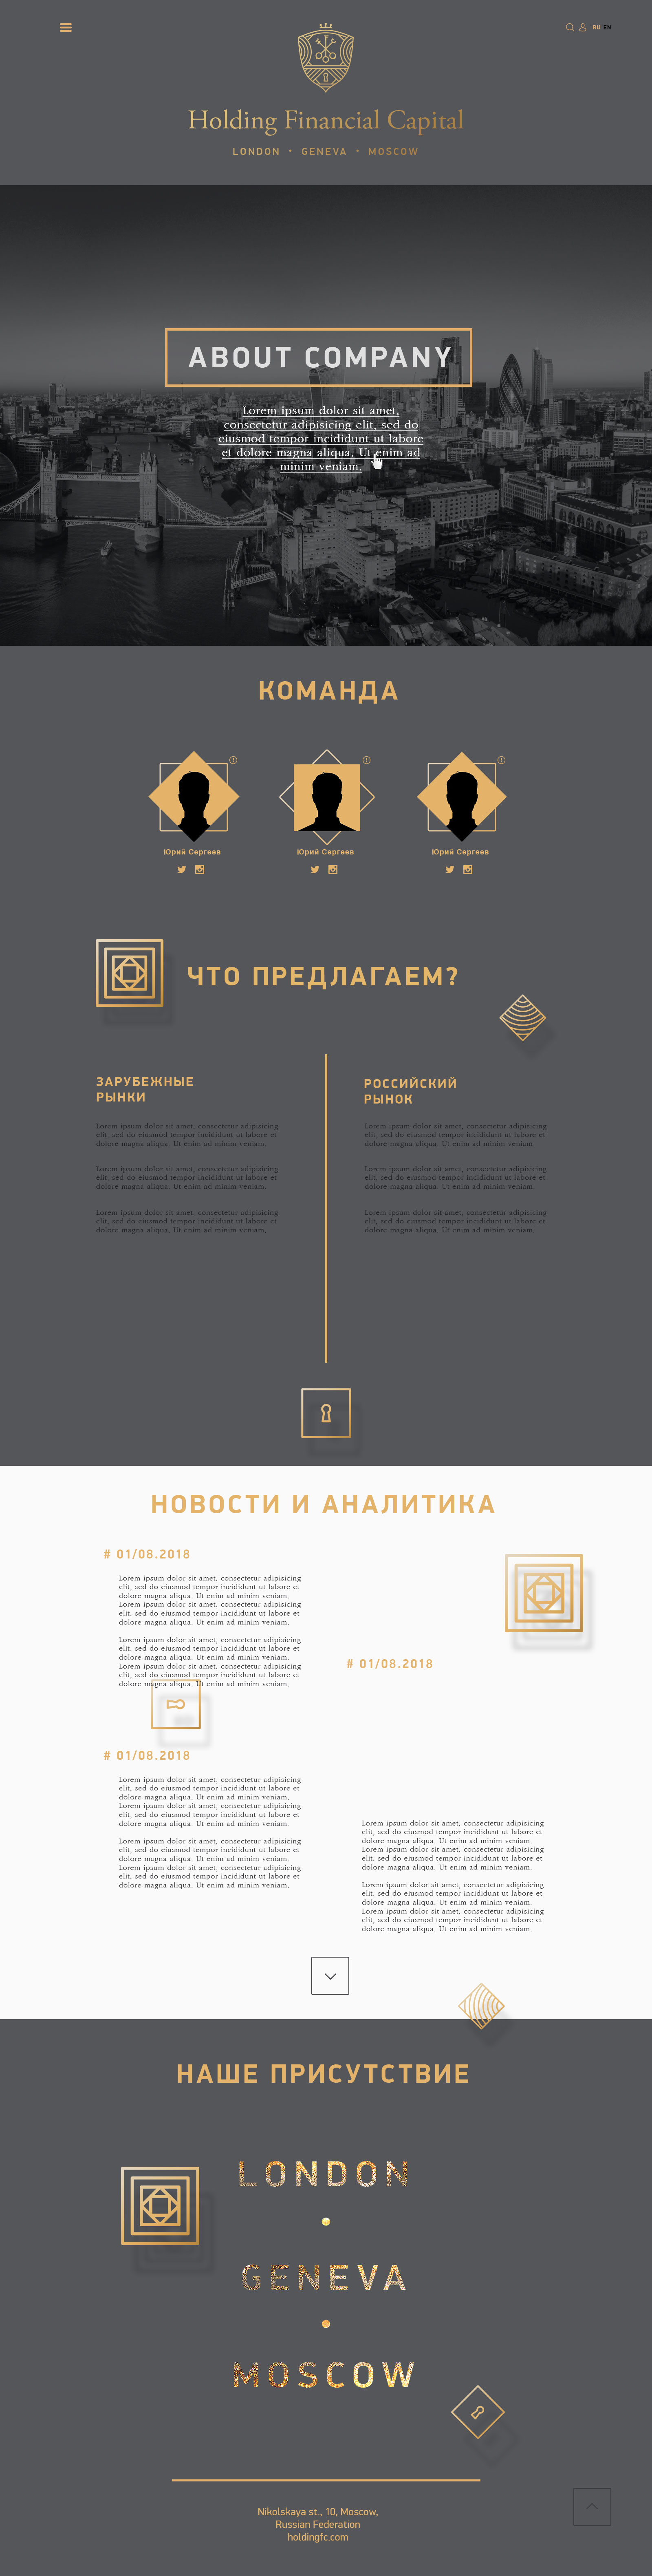 RU EN
Holding Financial Capital
LONDON • GENEVA • MOSCOW
ABOUT COMPANY
Lorem ipsum dolor sit amet,
consectetur adipisicing elit, sed do
eiusmod tempor incididunt ut labore
et dolore magna aliqua. Ut enim ad
minim veniam.
КОМАНДА
Юрий Сергеев
Юрий Сергеев
Юрий Сергеев
ЧТО ПРЕДЛАГАЕМ?
ЗАРУБЕЖНЫЕ
РЫНКИ
Lorem ipsum dolor sit amet, consectetur adipisicing
elit, sed do eiusmod tempor incididunt ut labore et
dolore magna aliqua. Ut enim ad minim veniam.
Lorem ipsum dolor sit amet, consectetur adipisicing
elit, sed do eiusmod tempor incididunt ut labore et
dolore magna aliqua. Ut enim ad minim veniam.
Lorem ipsum dolor sit amet, consectetur adipisicing
elit, sed do eiusmod tempor incididunt ut labore et
dolore magna aliqua. Ut enim ad minim veniam.
РОССИЙСКИЙ
РЫНОК
Lorem ipsum dolor sit amet, consectetur adipisicing
elit, sed do eiusmod tempor incididunt ut labore et
dolore magna aliqua. Ut enim ad minim veniam.
Lorem ipsum dolor sit amet, consectetur adipisicing
elit, sed do eiusmod tempor incididunt ut labore et
dolore magna aliqua. Ut enim ad minim veniam.
Lorem ipsum dolor sit amet, consectetur adipisicing
elit, sed do eiusmod tempor incididunt ut labore et
dolore magna aliqua. Ut enim ad minim veniam.
НОВОСТИ И АНАЛИТИКА
# 01/08.2018
Lorem ipsum dolor sit amet, consectetur adipisicing
elit, sed do eiusmod tempor incididunt ut labore et
dolore magna aliqua. Ut enim ad minim veniam.
Lorem ipsum dolor sit amet, consectetur adipisicing
elit, sed do eiusmod tempor incididunt ut labore et
dolore magna aliqua. Ut enim ad minim veniam.
Lorem ipsum dolor sit amet, consectetur adipisicing
elit, sed do eiusmod tempor incididunt ut labore et
dolore magna aliqua. Ut enim ad minim veniam.
Lorem ipsum dolor sit amet, consectetur adipisicing
elit, sed do eiusmod tempor incididunt ut labore et
dolore magna aliqua. Ut enim ad minim veniam.
# 01/08.2018
Lorem ipsum dolor sit amet, consectetur adipisicing
elit, sed do eiusmod tempor incididunt ut labore et
dolore magna aliqua. Ut enim ad minim veniam.
Lorem ipsum dolor sit amet, consectetur adipisicing
elit, sed do eiusmod tempor incididunt ut labore et
dolore magna aliqua. Ut enim ad minim veniam.
Lorem ipsum dolor sit amet, consectetur adipisicing
elit, sed do eiusmod tempor incididunt ut labore et
dolore magna aliqua. Ut enim ad minim veniam.
Lorem ipsum dolor sit amet, consectetur adipisicing
elit, sed do eiusmod tempor incididunt ut labore et
dolore magna aliqua. Ut enim ad minim veniam.
# 01/08.2018
Lorem ipsum dolor sit amet, consectetur adipisicing
elit, sed do eiusmod tempor incididunt ut labore et
dolore magna aliqua. Ut enim ad minim veniam.
Lorem ipsum dolor sit amet, consectetur adipisicing
elit, sed do eiusmod tempor incididunt ut labore et
dolore magna aliqua. Ut enim ad minim veniam.
Lorem ipsum dolor sit amet, consectetur adipisicing
elit, sed do eiusmod tempor incididunt ut labore et
dolore magna aliqua. Ut enim ad minim veniam.
Lorem ipsum dolor sit amet, consectetur adipisicing
elit, sed do eiusmod tempor incididunt ut labore et
dolore magna aliqua. Ut enim ad minim veniam.
НАШЕ ПРИСУТСТВИЕ
LONDON
GENEVA
MOSCOW
Nikolskaya st., 10, Moscow,
Russian Federation
holdingfc.com